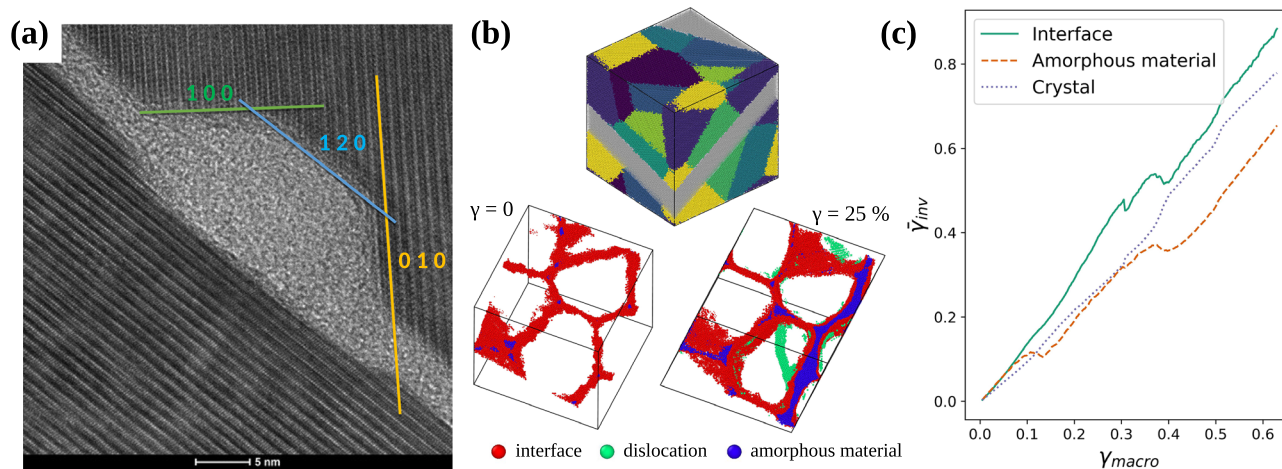 (a)
1 0 0
1 2 0
0 1 0
5 nm
(b)
γ = 0
γ = 25 %
interface
dislocation
amorphous material
(c)
Interface
Amorphous material
Crystal
γ̄inv
0.8
0.6
0.4
0.2
0.0
0.0 0.1 0.2 0.3 0.4 0.5 0.6
γmacro